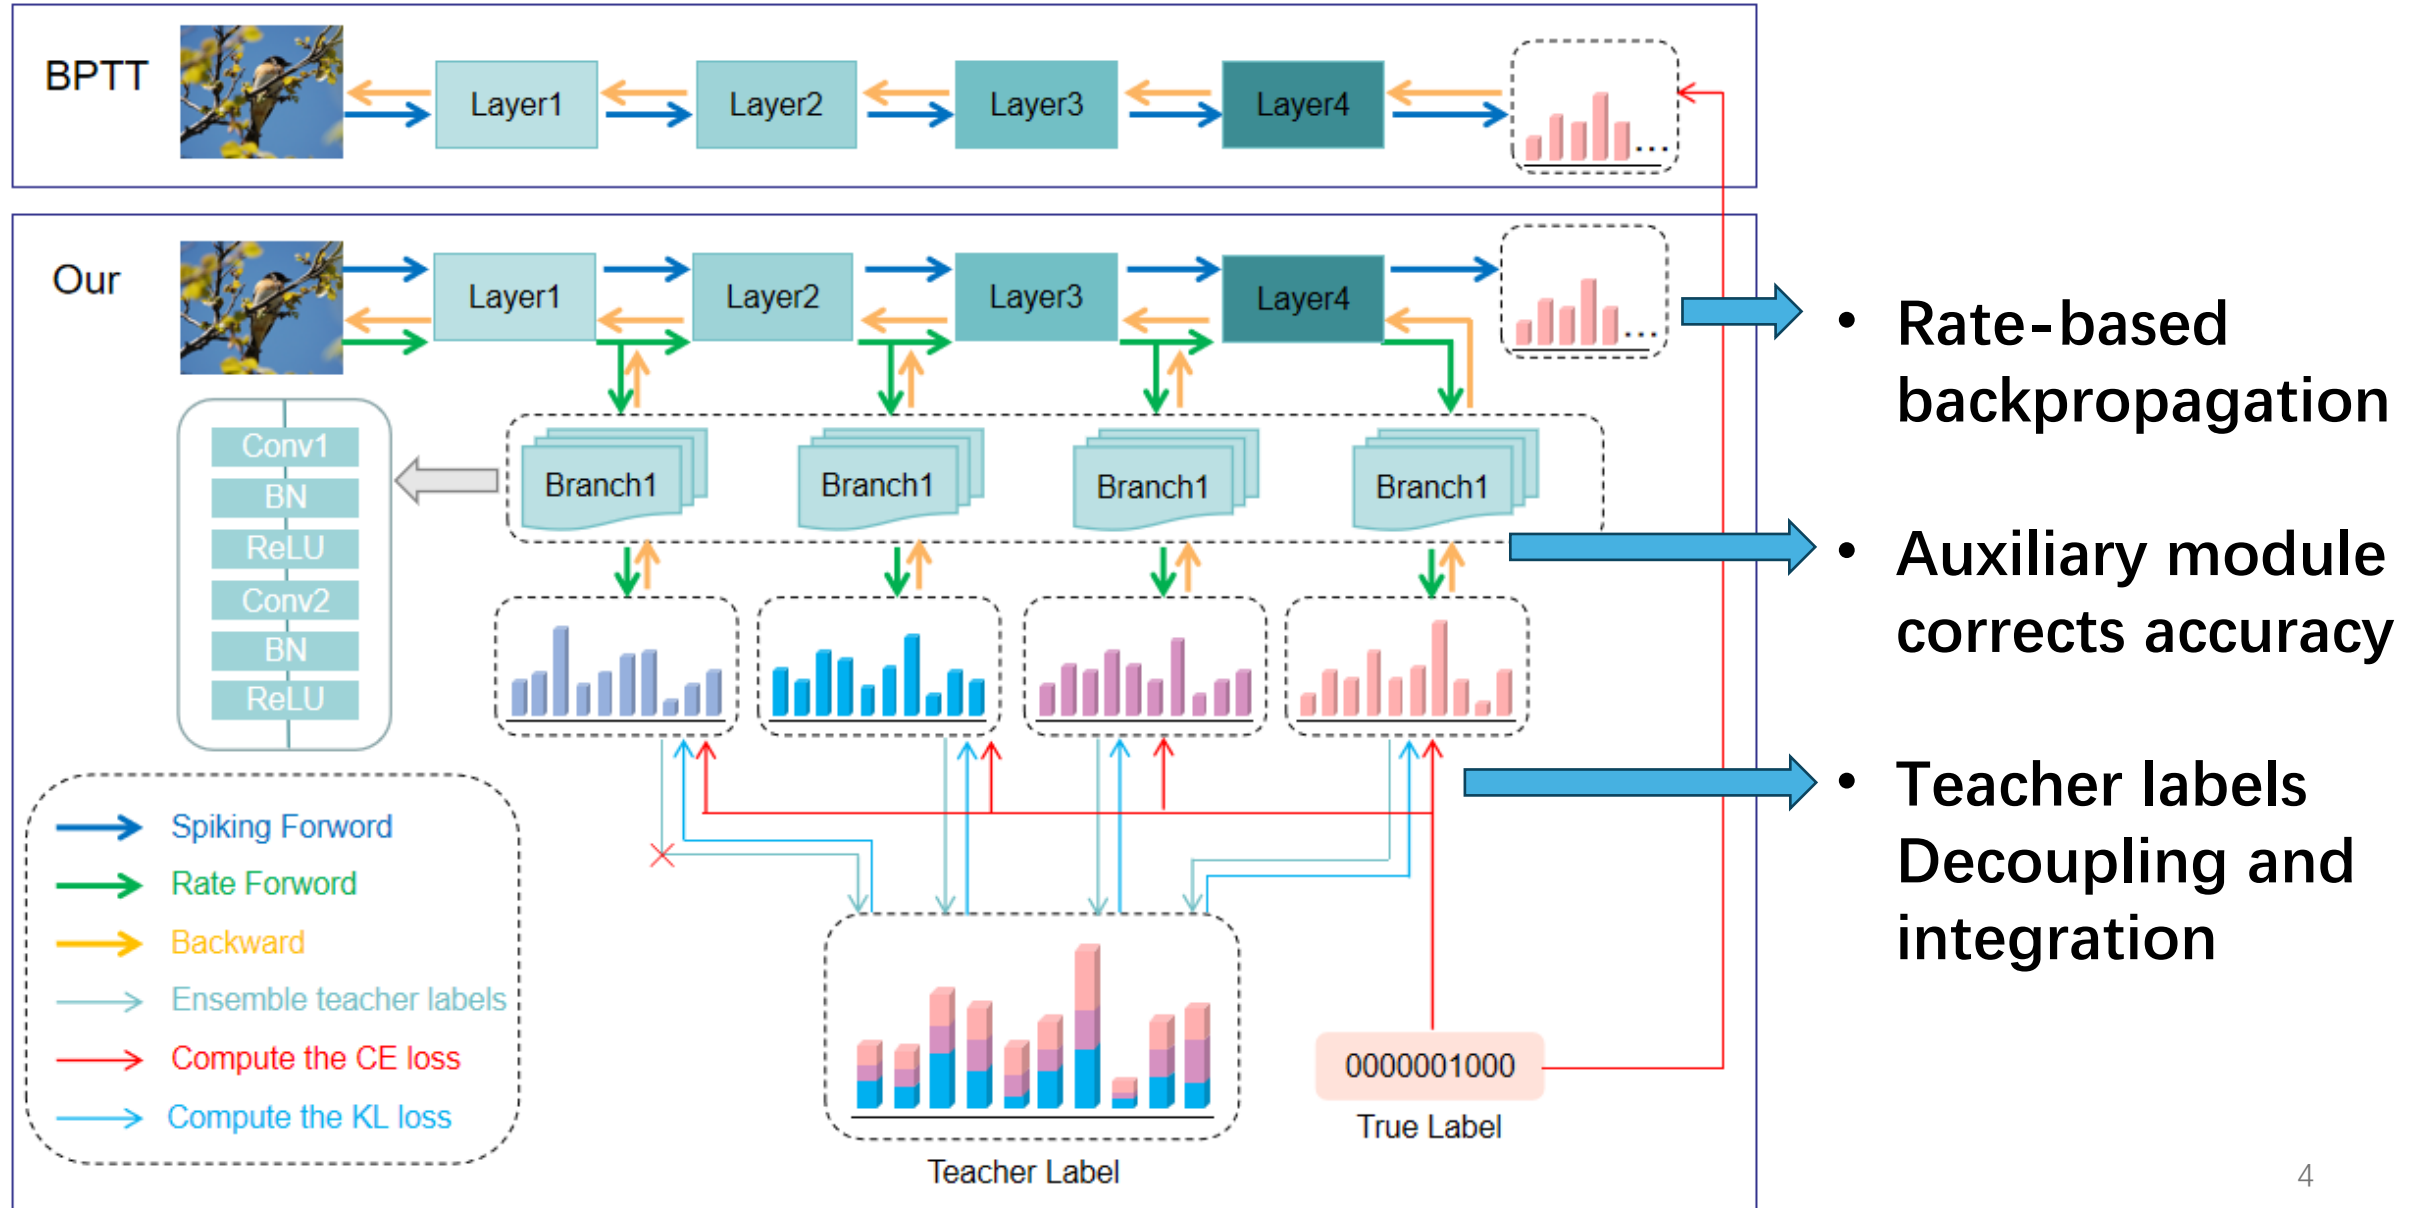 BPTT
Layer1
Layer2
Layer3
Layer4
...
Our
Layer1
Layer2
Layer3
Layer4
...
• Rate-based
backpropagation
Conv1
BN
ReLU
Conv2
BN
ReLU
Branch1
Branch1
Branch1
Branch1
• Auxiliary module
corrects accuracy
• Teacher labels
Decoupling and
integration
Spiking Forword
Rate Forword
Backward
Ensemble teacher labels
Compute the CE loss
Compute the KL loss
0000001000
True Label
Teacher Label
4